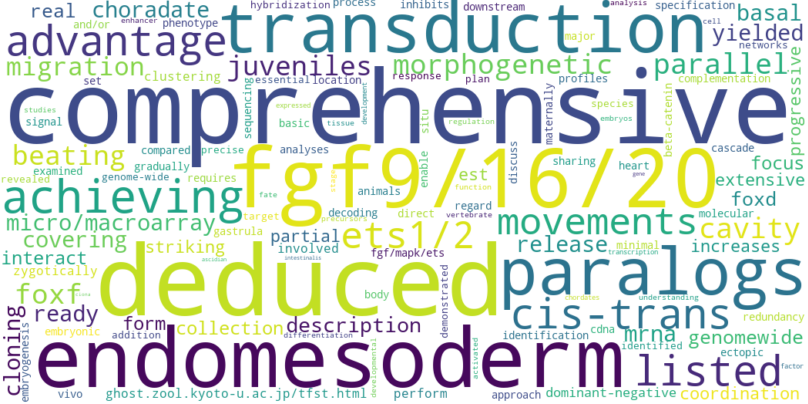 real choradate hybridization process inhibits downstream analysis specification basal
and/or enhancer phenotype major cell yielded
advantage transduction networks
migration juveniles morphogenetic parallel
set clustering essential location response plan profiles complementation
comprehensive
studies signal sequencing basic tissue development expressed situ regulation species embryos maternally beta-catenin cascade unprogressive
beating compared precise analyses enable discuss sharing heart focus
examined gradually fgf9/16/20 est extensive
revealed genome-wide requires animals direct regard foxd
achieving fate stage function gene molecular
micro/macroarray target precursors vertebrate movements cavity
covering gastrula decoding partial ets1/2 release minimal increases
interact striking involved fgf/mapk/ets transcription
zygotically ascidian intestinalis paralogs
foxf deduced body demonstrated chordates understanding redundancy
ready form collection description cis-trans mrna genomewide
cloning embryogenesis embryonic ciona addition differentiation developmental activated identification cdna identified ectopic
endomesoderm listed factor
vivo ghost.zool.kyoto-u.ac.jp/tfst.html perform approach dominant-negative coordination